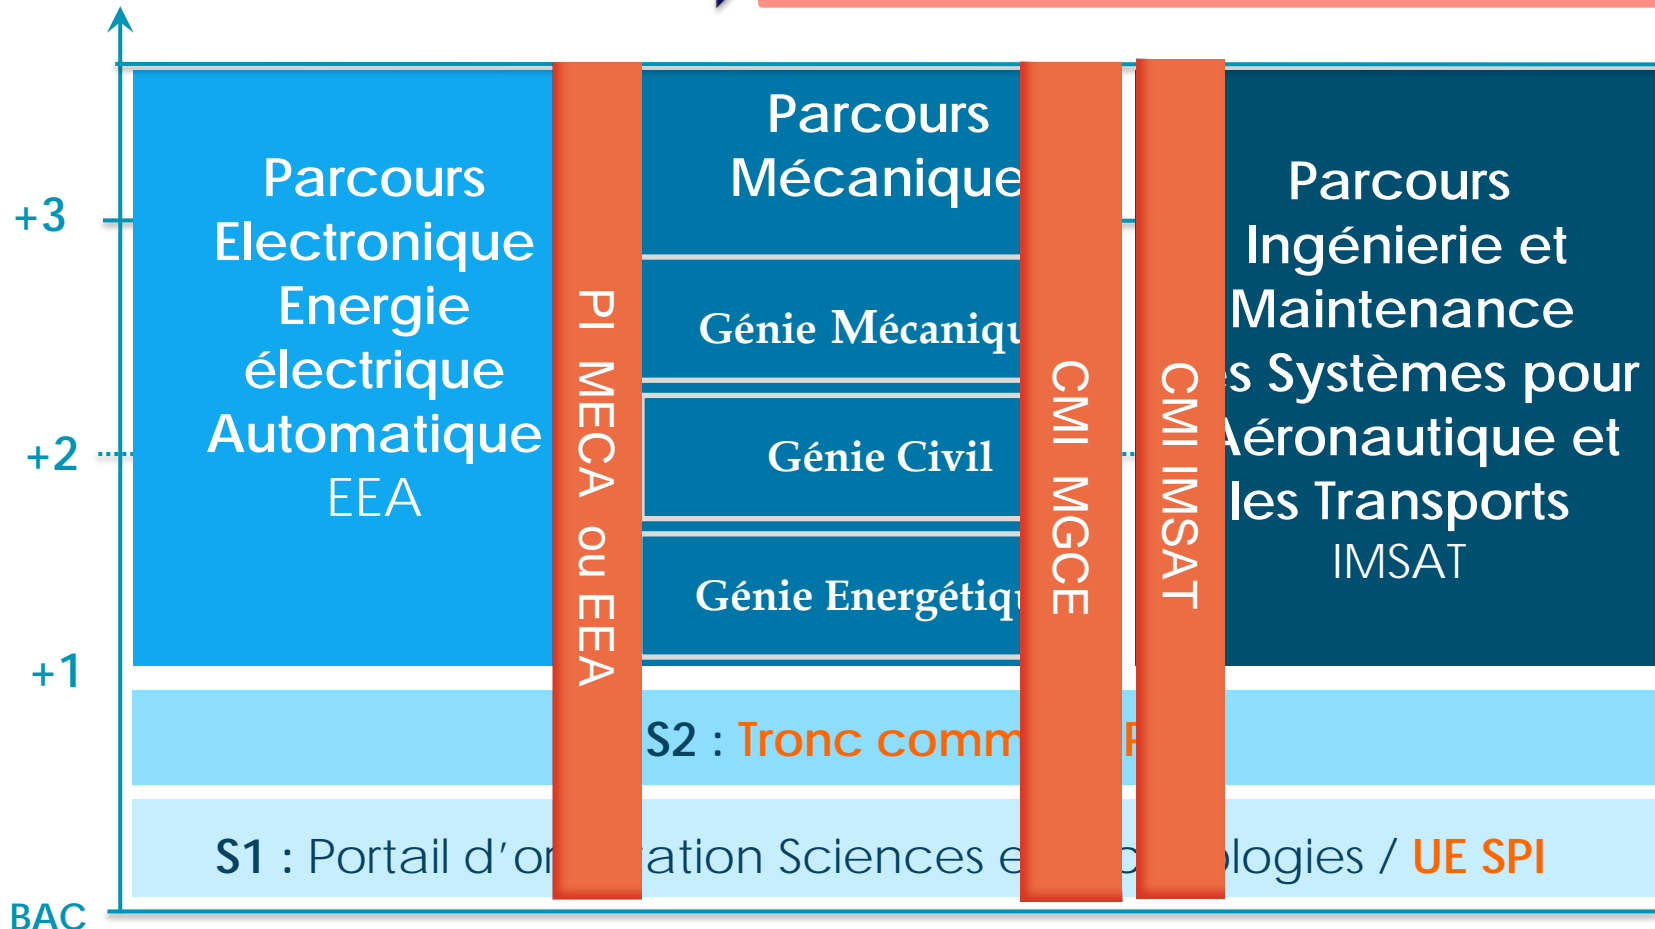 +3
+2
+1
BAC
Parcours
Electronique
Energie
électrique
Automatique
EEA
PI MECA ou EEA
Parcours
Mécanique
Génie Mécaniqu
Génie Civil
Génie Energétiqu
CMI MGCE
CMI IMSAT
Parcours
Ingénierie et
Maintenance
s Systèmes pour
Aéronautique et
les Transports
IMSAT
S2 : Tronc comm
S1 : Portail d'or ation Sciences e ologies / UE SPI